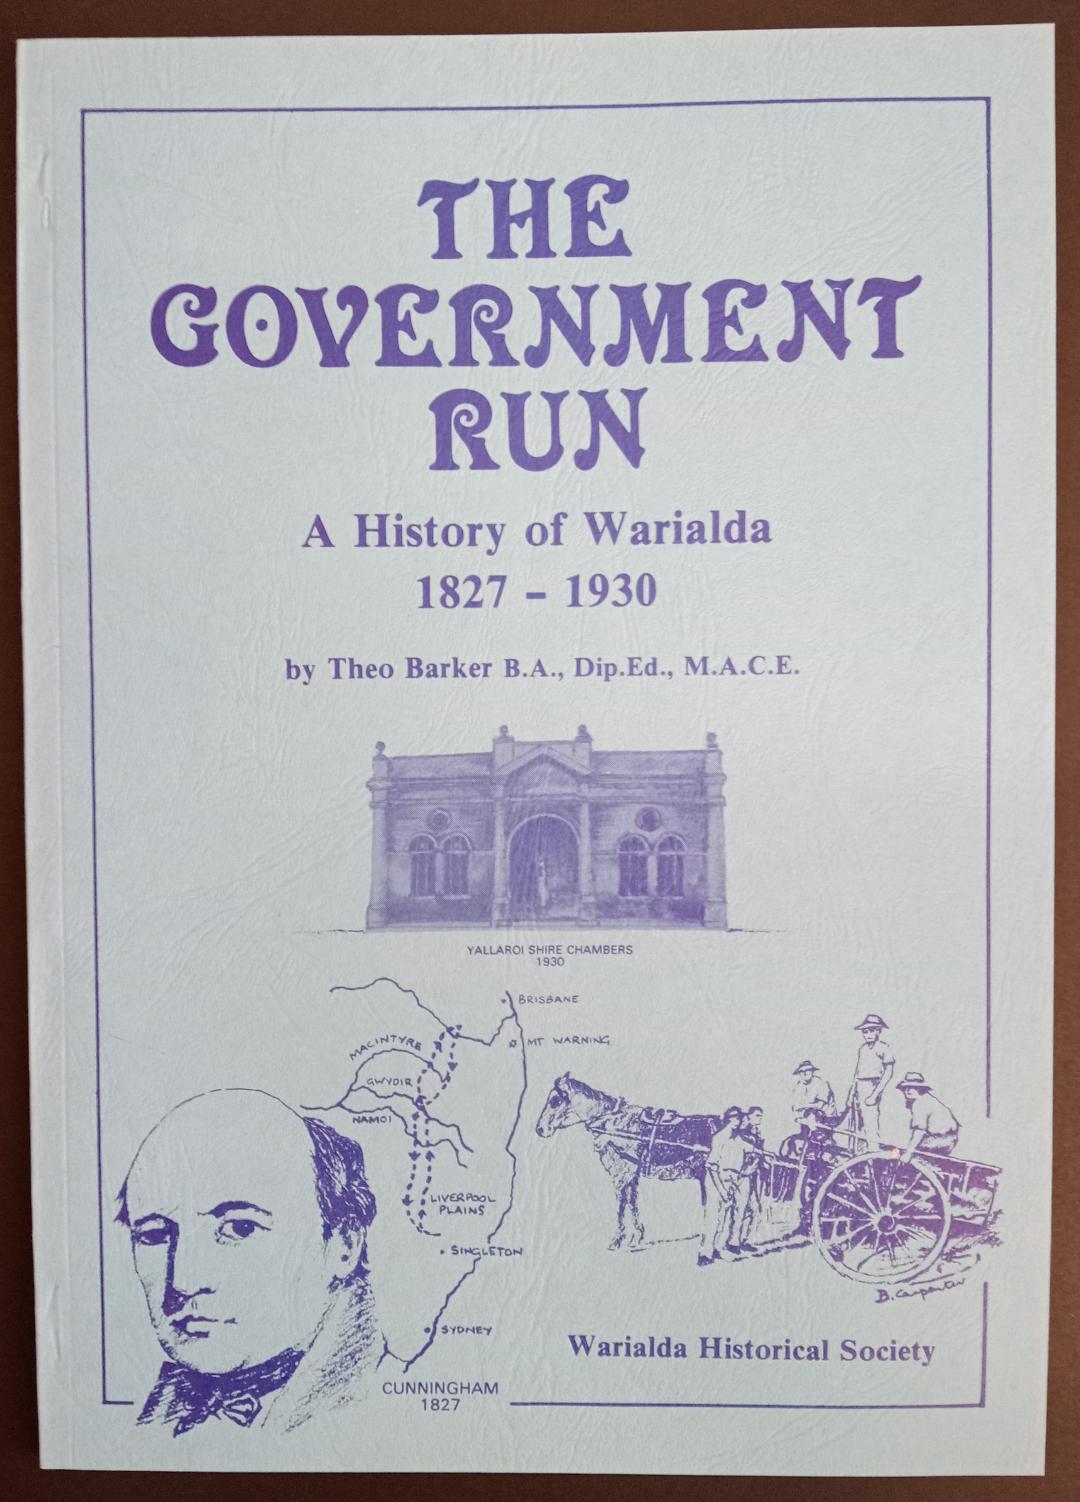 THE
GOVERNMENT
RUN
A History of Warialda
1827 – 1930
by Theo Barker B.A., Dip.Ed., M.A.C.E.
YALLAROI SHIRE CHAMBERS
1930
BRISBANE
MT WARNING
MACINTYRE
GWYDIR
NAMOI
LIVERPOOL
PLAINS
SINGLETON
SYDNEY
B. Carpenter
Warialda Historical Society
CUNNINGHAM
1827